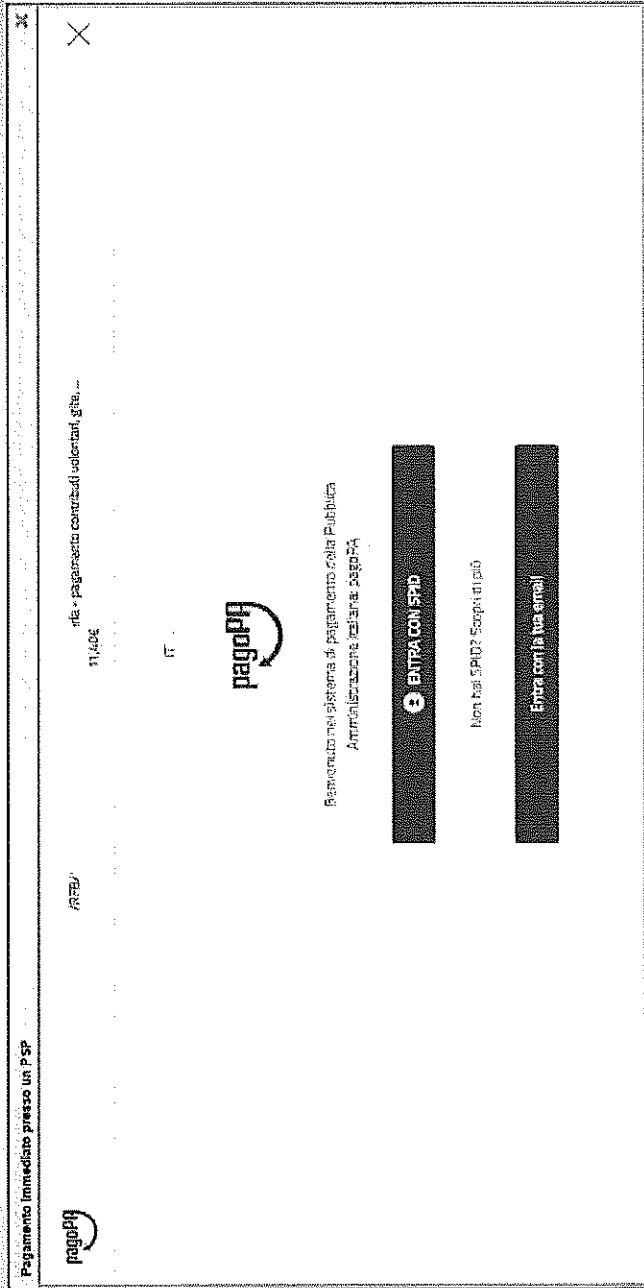 Pagamento immediato presso un PSP
pagoPA
/RFB/
- pagamento contributi volontari, gite, ...
11,40€
IT
pagoPA
Benvenuto nel sistema di pagamento della Pubblica
Amministrazione italiana: pagoPA
ENTRA CON SPID
Non hai SPID? Scopri di più
Entra con la tua email